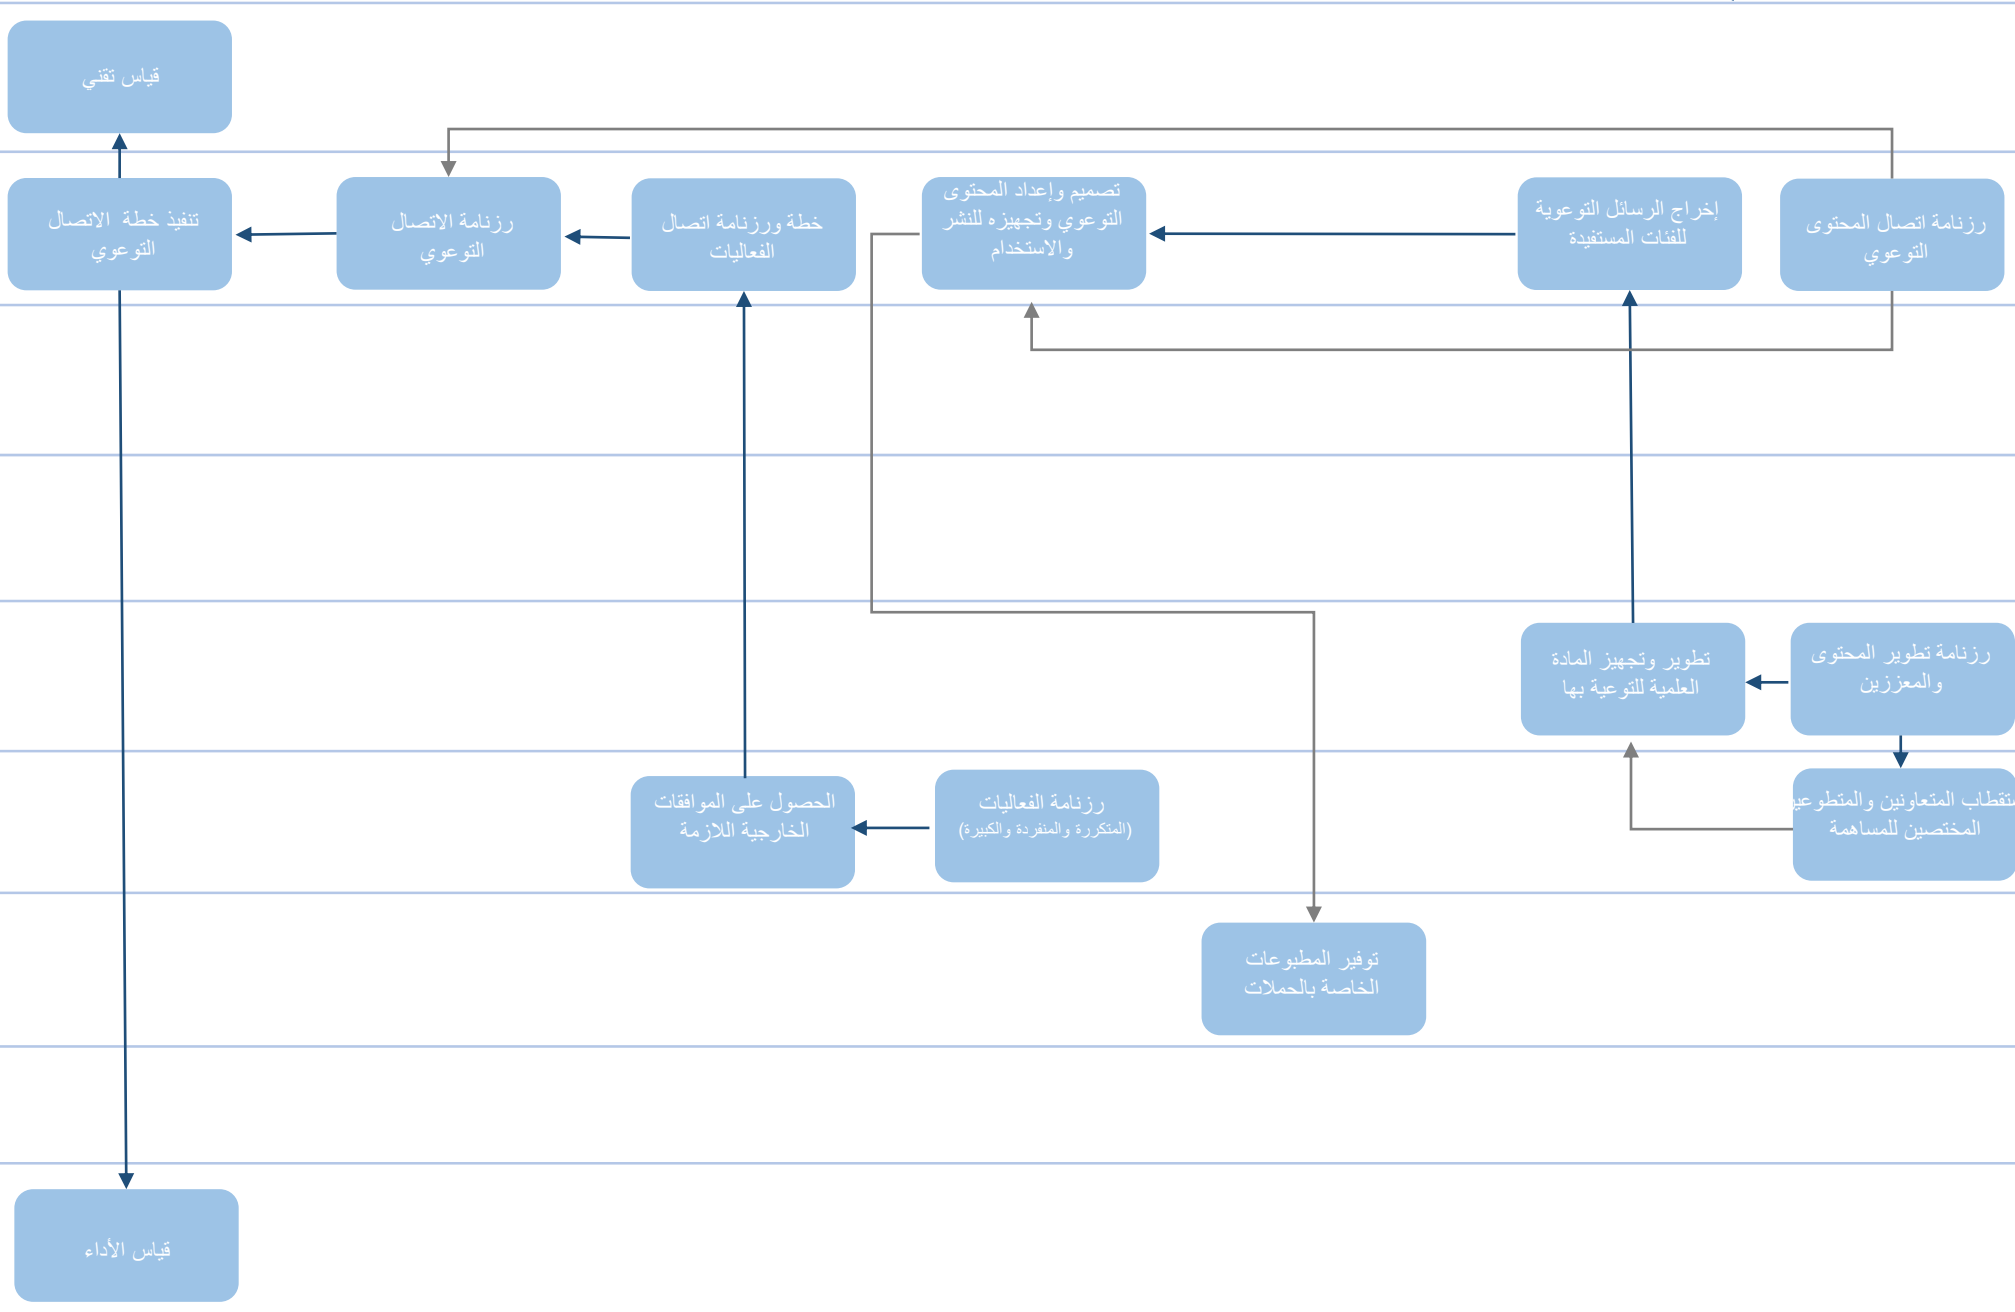 قياس تقني
رزنامة اتصال المحتوى
التوعوي
إخراج الرسائل التوعوية
للفئات المستفيدة
تصميم وإعداد المحتوى
التوعوي وتجهيزه للنشر
والاستخدام
خطة ورزنامة اتصال
الفعاليات
رزنامة الاتصال
التوعوي
تنفيذ خطة الاتصال
التوعوي
رزنامة تطوير المحتوى
والمعززين
تطوير وتجهيز المادة
العلمية للتوعية بها
المتعاونين
المختصين للمساهمة
رزنامة الفعاليات
(المتكررة والمنفردة والكبيرة)
الحصول على الموافقات
الخارجية اللازمة
توفير المطبوعات
الخاصة بالحملات
قياس الأداء